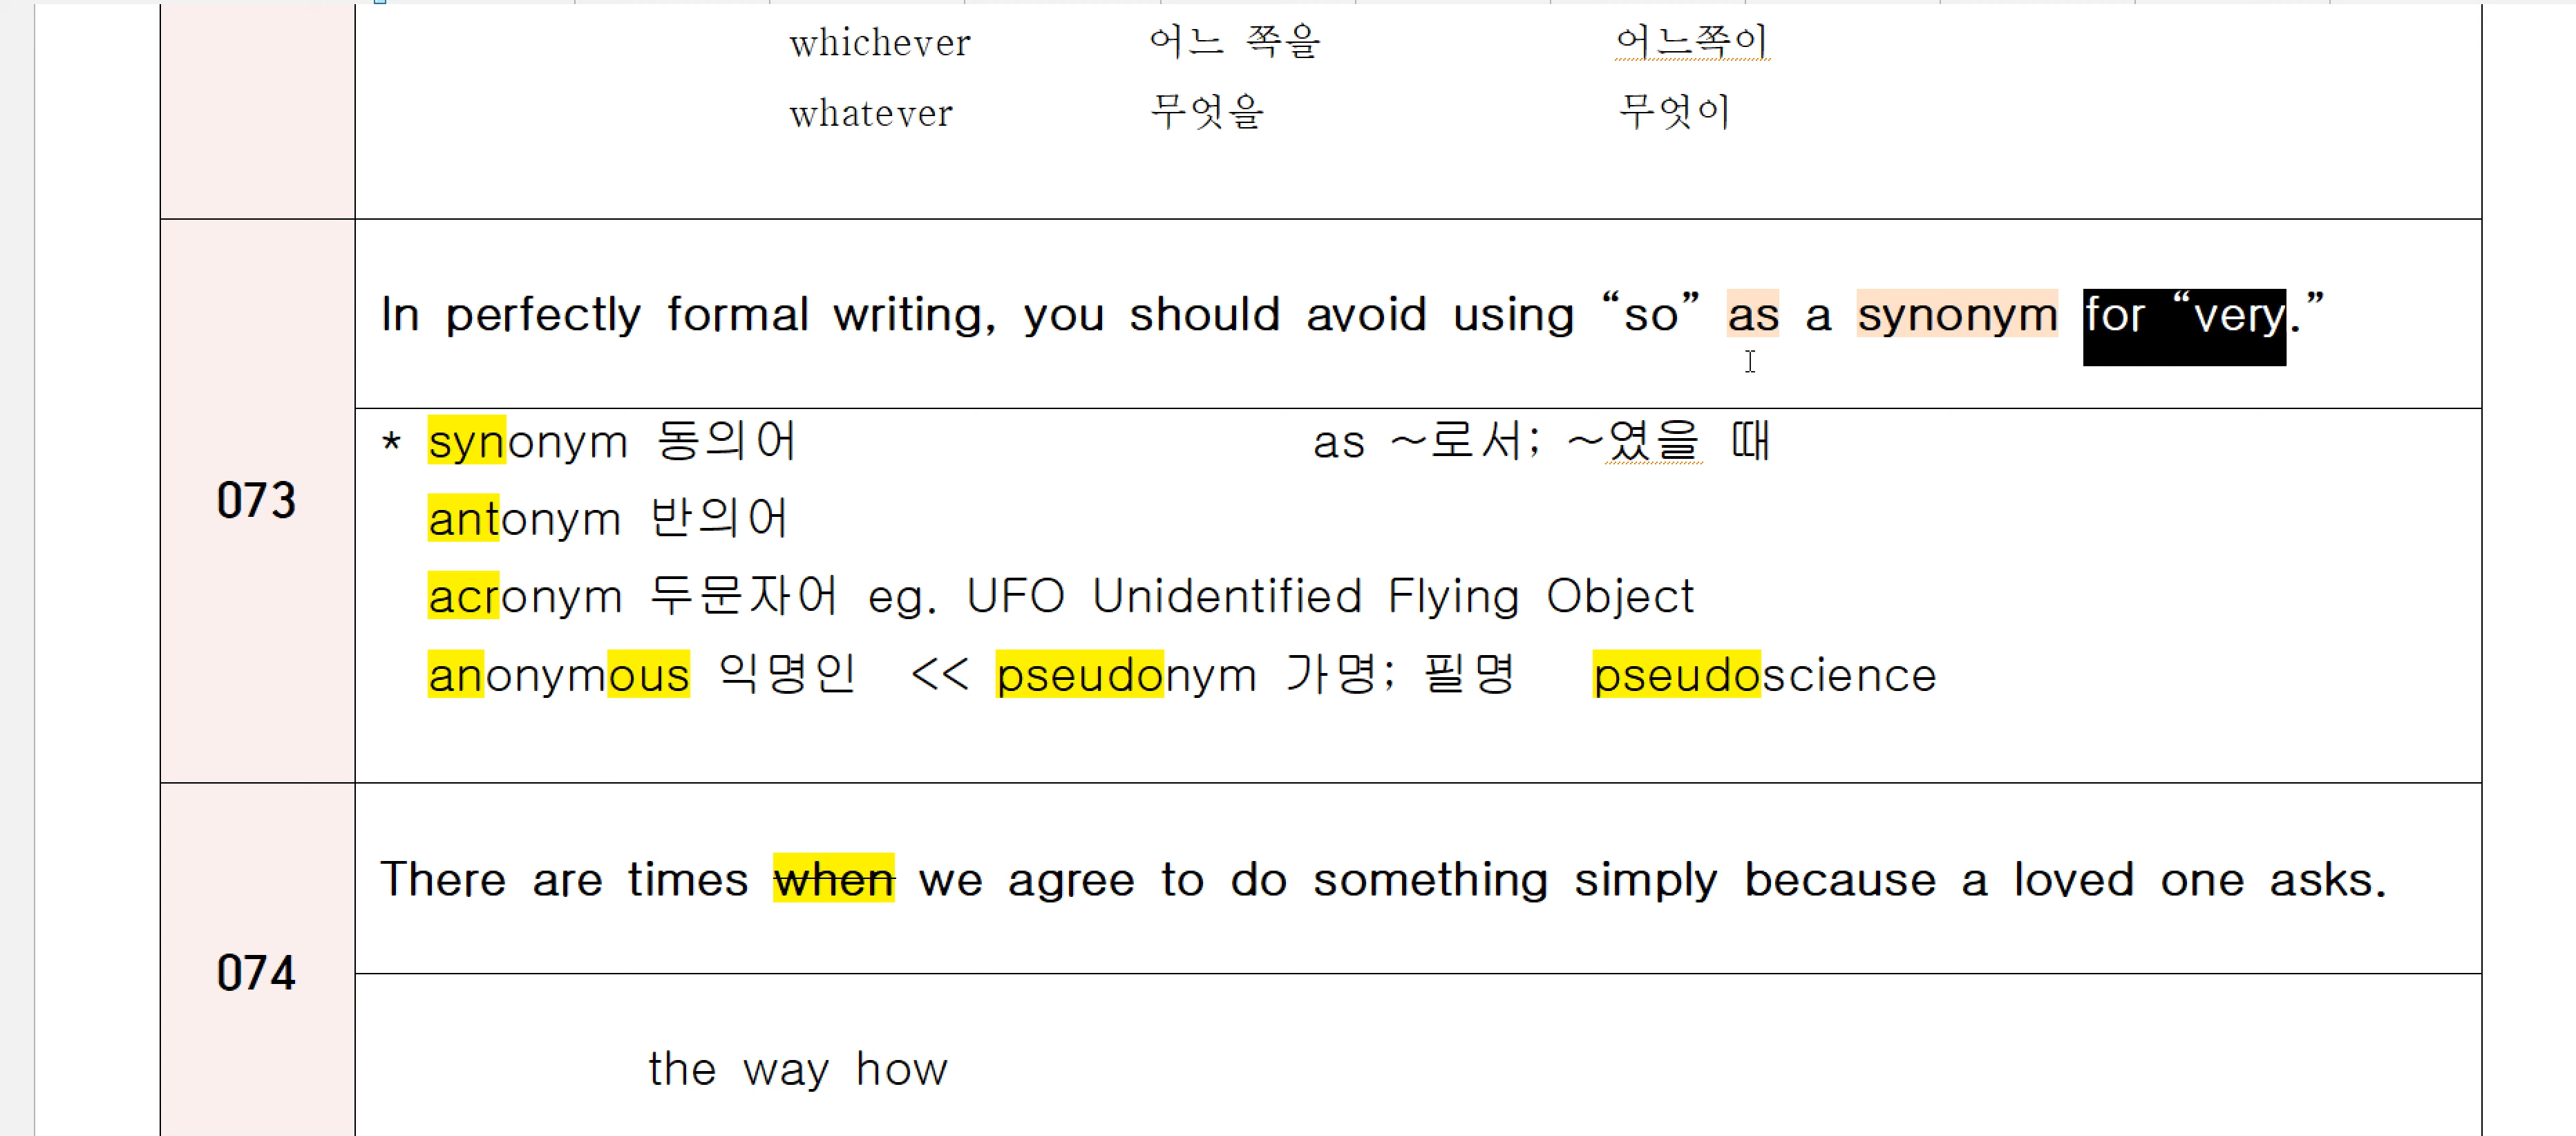 whichever 어느 쪽을 어느쪽이
whatever 무엇을 무엇이
In perfectly formal writing, you should avoid using “so” as a synonym for “very.”
073
* synonym 동의어 as ~로서; ~였을 때
antonym 반의어
acronym 두문자어 eg. UFO Unidentified Flying Object
anonymous 익명인 << pseudonym 가명; 필명 pseudoscience
There are times when we agree to do something simply because a loved one asks.
074
the way how